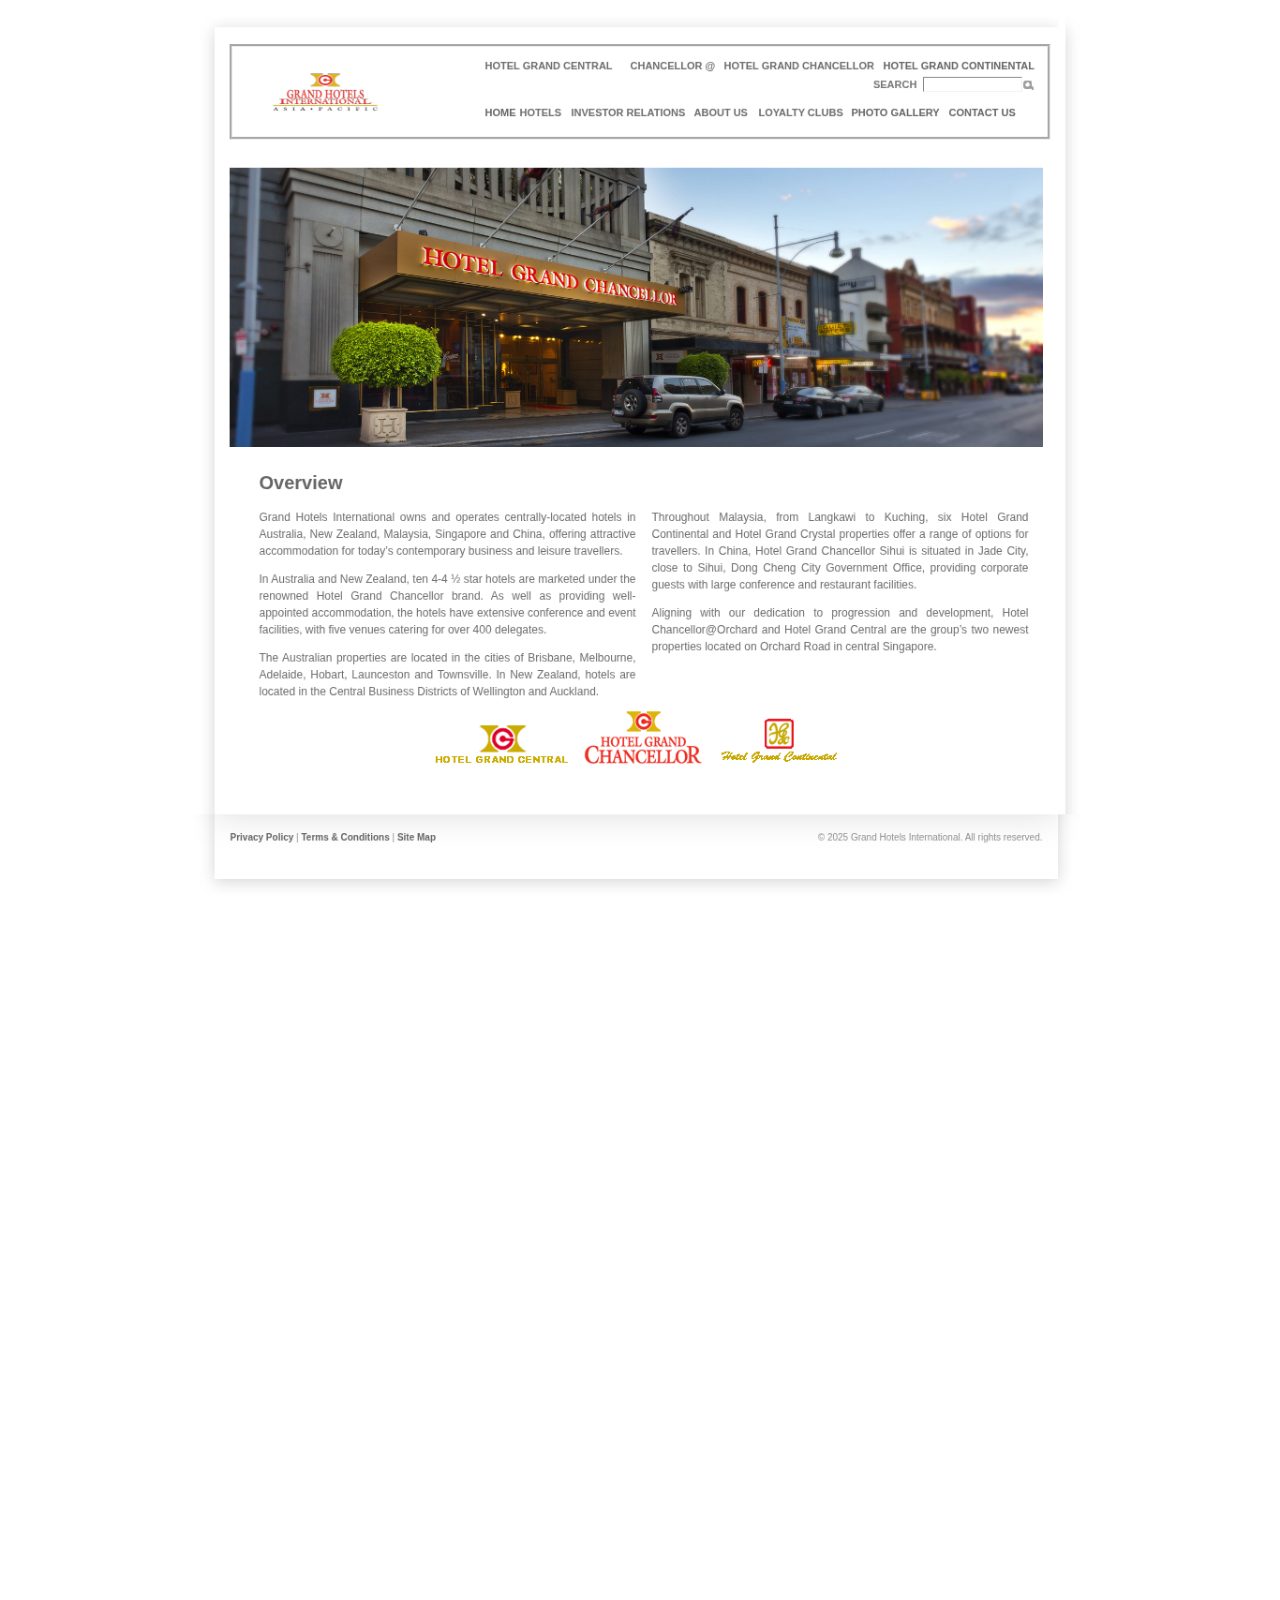 HOTEL GRAND CENTRAL CHANCELLOR @ HOTEL GRAND CHANCELLOR HOTEL GRAND CONTINENTAL
SEARCH
GRAND HOTELS
INTERNATIONAL
ASIA•PACIFIC
HOME HOTELS INVESTOR RELATIONS ABOUT US LOYALTY CLUBS PHOTO GALLERY CONTACT US
HOTEL GRAND CHANCELLOR
Overview
Grand Hotels International owns and operates centrally-located hotels in
Australia, New Zealand, Malaysia, Singapore and China, offering attractive
accommodation for today's contemporary business and leisure travellers.
In Australia and New Zealand, ten 4-4 ½ star hotels are marketed under the
renowned Hotel Grand Chancellor brand. As well as providing well-
appointed accommodation, the hotels have extensive conference and event
facilities, with five venues catering for over 400 delegates.
The Australian properties are located in the cities of Brisbane, Melbourne,
Adelaide, Hobart, Launceston and Townsville. In New Zealand, hotels are
located in the Central Business Districts of Wellington and Auckland.
Throughout Malaysia, from Langkawi to Kuching, six Hotel Grand
Continental and Hotel Grand Crystal properties offer a range of options for
travellers. In China, Hotel Grand Chancellor Sihui is situated in Jade City,
close to Sihui, Dong Cheng City Government Office, providing corporate
guests with large conference and restaurant facilities.
Aligning with our dedication to progression and development, Hotel
Chancellor@Orchard and Hotel Grand Central are the group's two newest
properties located on Orchard Road in central Singapore.
HOTEL GRAND CENTRAL
HOTEL GRAND
CHANCELLOR
Hotel Grand Continental
Privacy Policy | Terms & Conditions | Site Map
© 2025 Grand Hotels International. All rights reserved.